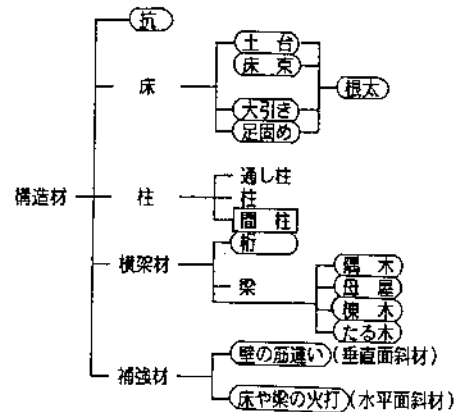 抗
土台
床束
床
根太
大引き
足固め
通し柱
構造材
柱
柱
間柱
桁
横架材
隅木
梁
母屋
棟木
たる木
壁の筋違い(垂直面斜材)
補強材
床や梁の火打(水平面斜材)